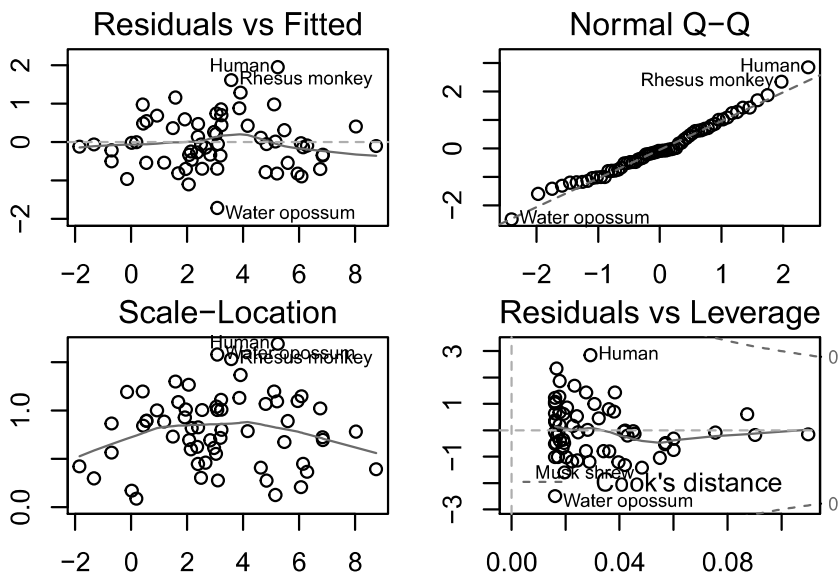 Residuals vs Fitted
2
1
0
−2
Human
Rhesus monkey
Water opossum
−2 0 2 4 6 8
Normal Q−Q
2
0
−2
Human
Rhesus monkey
Water opossum
−2 −1 0 1 2
Scale−Location
1.0
0.0
Human
Water opossum
Rhesus monkey
−2 0 2 4 6 8
Residuals vs Leverage
3
1
−1
−3
Human
Musk shrew
Cook's distance
Water opossum
0
0
0.00 0.04 0.08